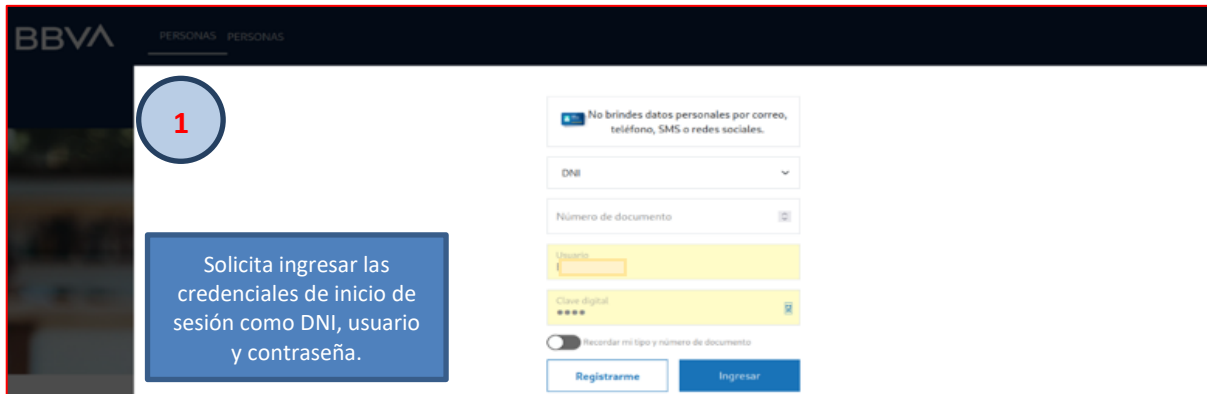 BBVA
PERSONAS PERSONAS
1
No brindes datos personales por correo,
teléfono, SMS o redes sociales.
DNI
Número de documento
Usuario
Clave digital
Recordar mi tipo y número de documento
Registrarme
Ingresar
Solicita ingresar las
credenciales de inicio de
sesión como DNI, usuario
y contraseña.